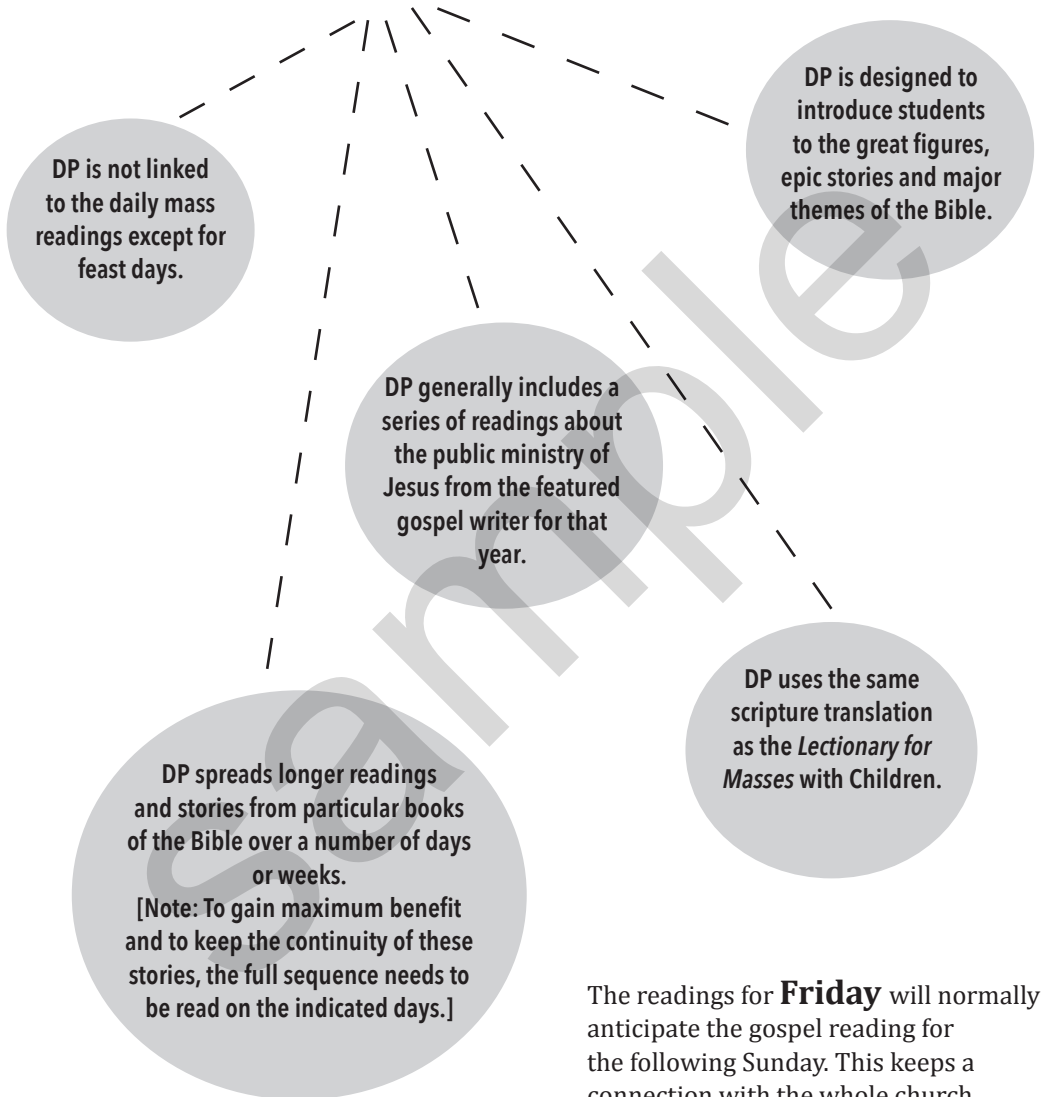 DP is not linked
to the daily mass
readings except for
feast days.
DP is designed to
introduce students
to the great figures,
epic stories and major
themes of the Bible.
DP generally includes a
series of readings about
the public ministry of
Jesus from the featured
gospel writer for that
year.
DP uses the same
scripture translation
as the Lectionary for
Masses with Children.
DP spreads longer readings
and stories from particular books
of the Bible over a number of days
or weeks.
[Note: To gain maximum benefit
and to keep the continuity of these
stories, the full sequence needs to
be read on the indicated days.]
The readings for Friday will normally
anticipate the gospel reading for
the following Sunday. This keeps a
connection with the whole church
sample